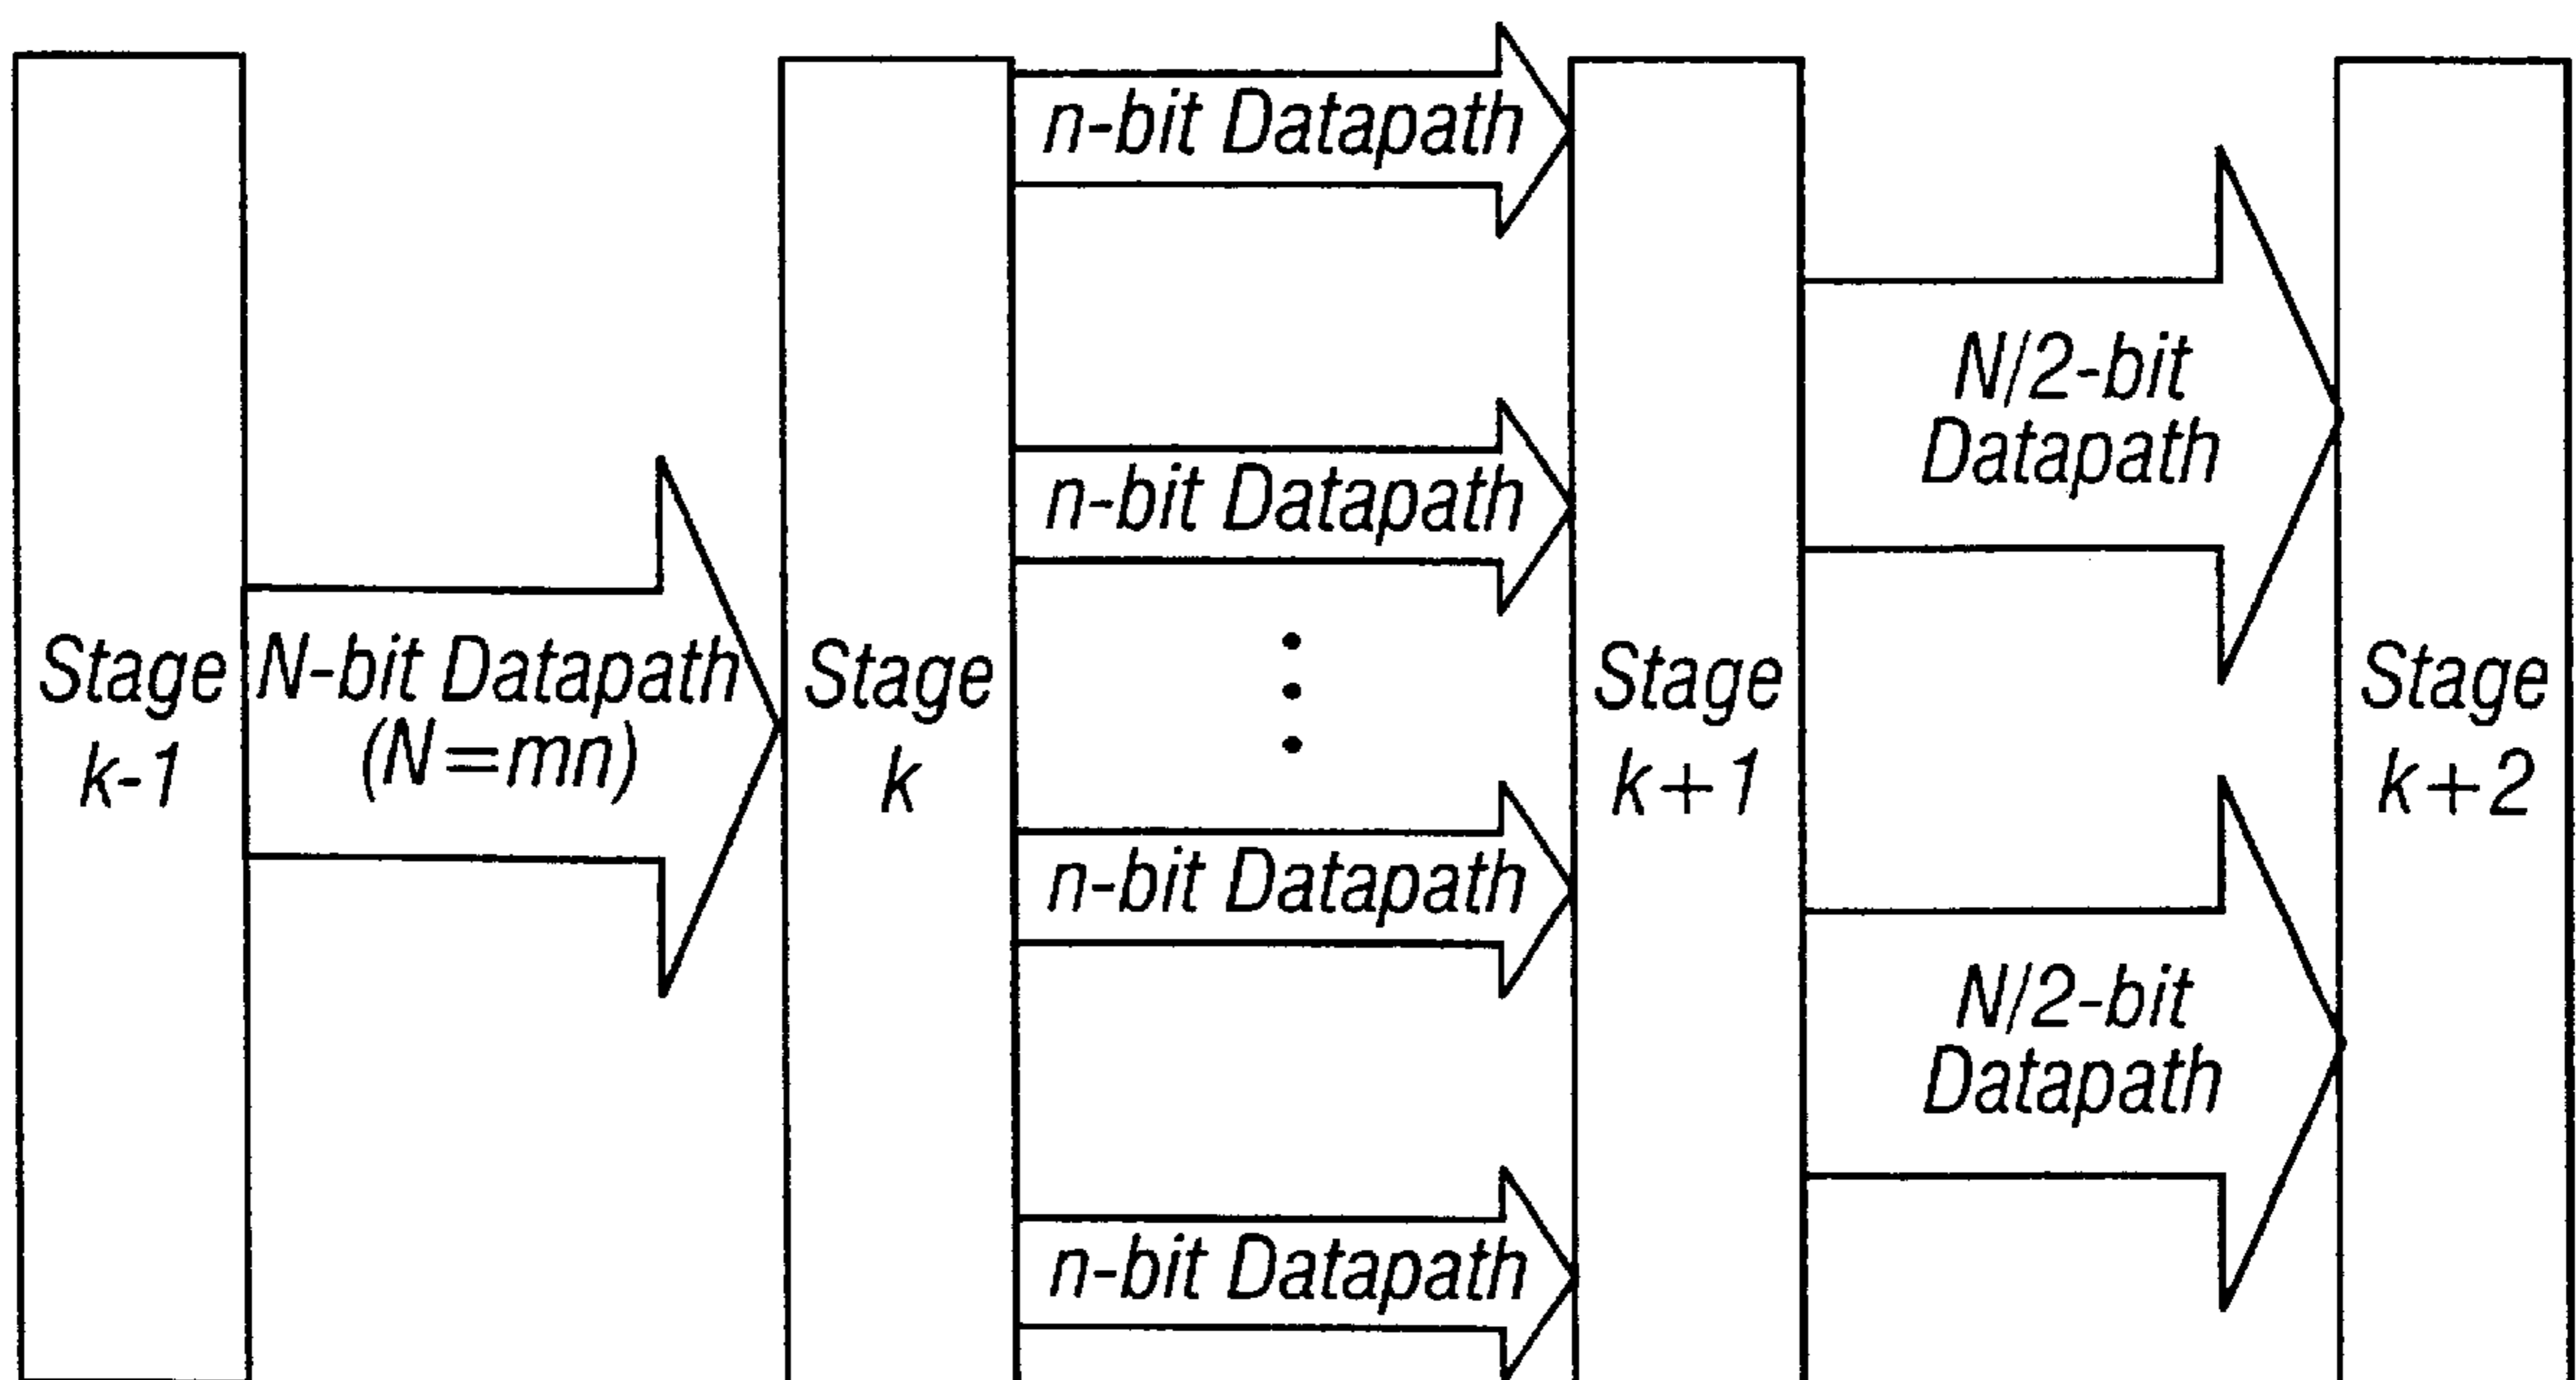 Stage
k-1
N-bit Datapath
(N=mn)
Stage
k
n-bit Datapath
n-bit Datapath
n-bit Datapath
n-bit Datapath
Stage
k+1
N/2-bit
Datapath
N/2-bit
Datapath
Stage
k+2